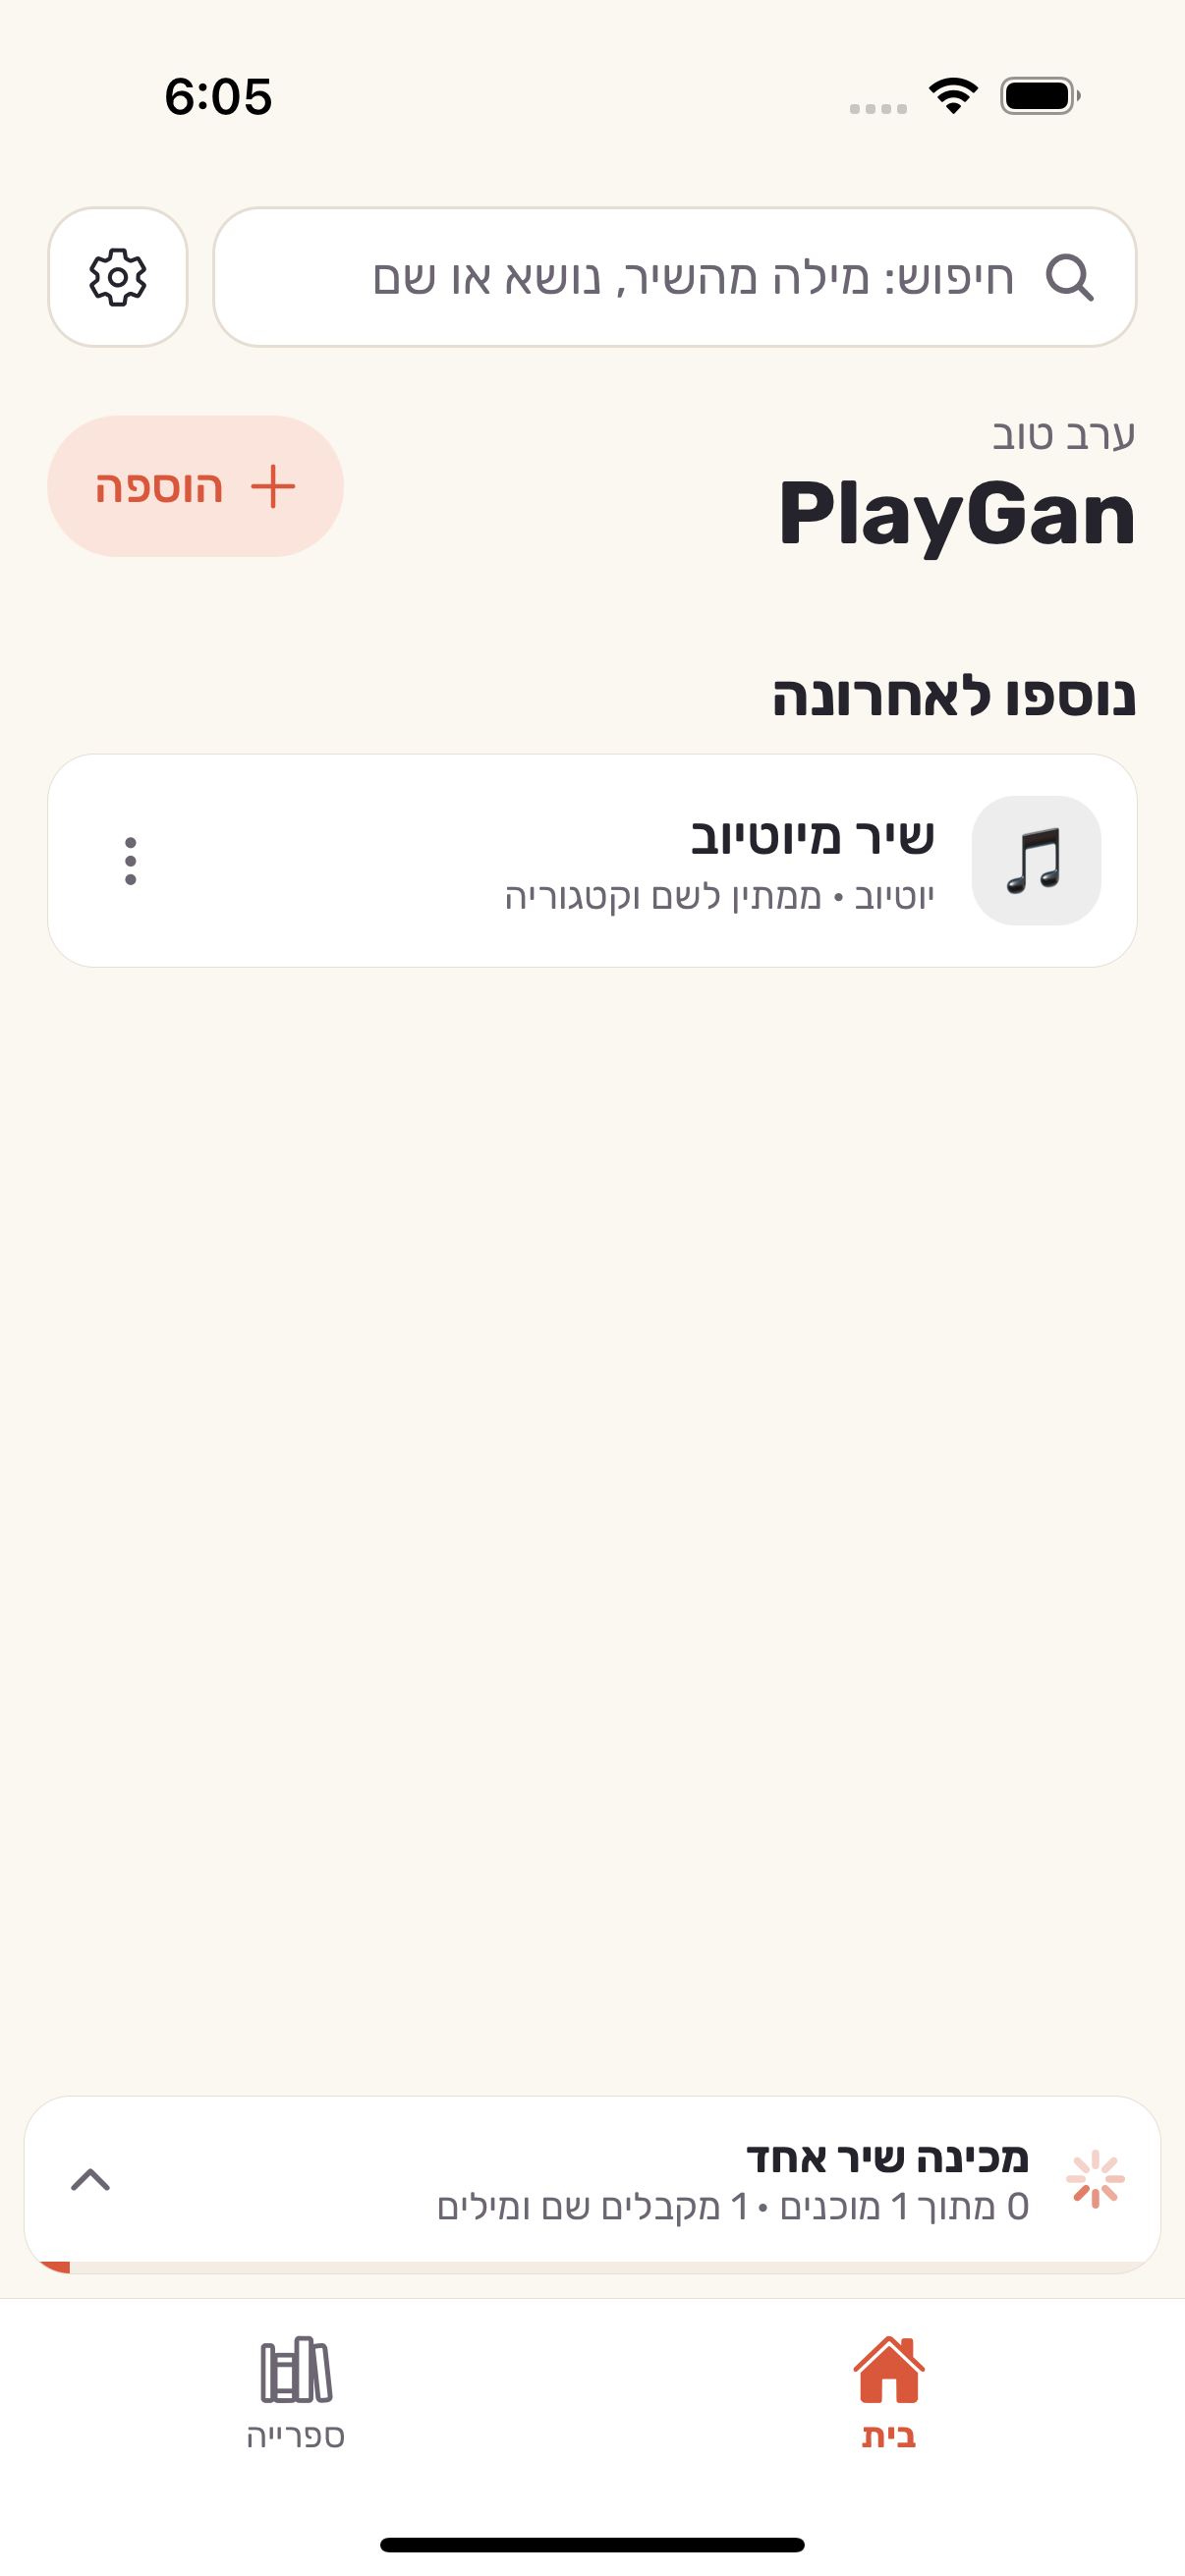 6:05
חיפוש: מילה מהשיר, נושא או שם
ערב טוב
PlayGan
הוספה
נוספו לאחרונה
שיר מיוטיוב
יוטיוב • ממתין לשם וקטגוריה
מכינה שיר אחד
0 מתוך 1 מוכנים • 1 מקבלים שם ומילים
בית
ספרייה